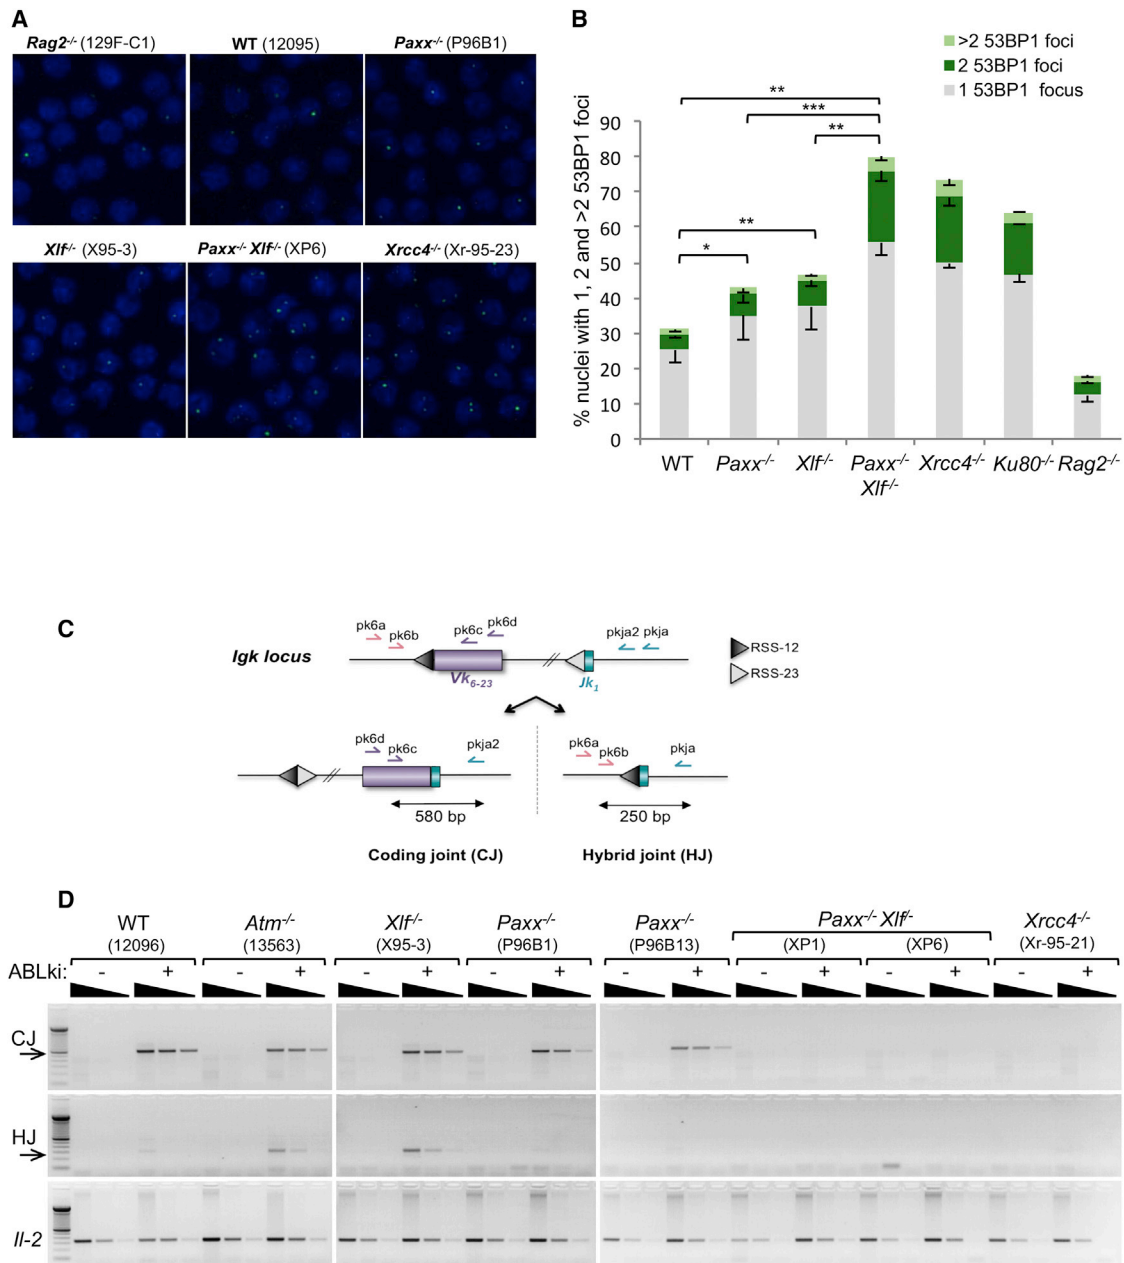 A
Rag2-/- (129F-C1)
WT (12095)
Paxx-/- (P96B1)
Xlf-/- (X95-3)
Paxx-/- Xlf-/- (XP6)
Xrcc4-/- (Xr-95-23)
B
>2 53BP1 foci
2 53BP1 foci
1 53BP1 focus
% nuclei with 1, 2 and >2 53BP1 foci
90
80
70
60
50
40
30
20
10
0
**
***
**
**
*
WT
Paxx-/-
Xlf-/-
Paxx-/-
Xlf-/-
Xrcc4-/-
Ku80-/-
Rag2-/-
C
Igk locus
pk6a
pk6b
pk6c
pk6d
pkja2
pkja
Vk6-23
Jk1
RSS-12
RSS-23
pk6d
pk6c
pkja2
580 bp
Coding joint (CJ)
pk6a
pk6b
pkja
250 bp
Hybrid joint (HJ)
D
WT
(12096)
Atm-/-
(13563)
Xlf-/-
(X95-3)
Paxx-/-
(P96B1)
Paxx-/-
(P96B13)
Paxx-/- Xlf/-
(XP1)
(XP6)
Xrcc4-/-
(Xr-95-21)
ABLki: - + - + - + - + - + - + - + - +
CJ
HJ
Il-2